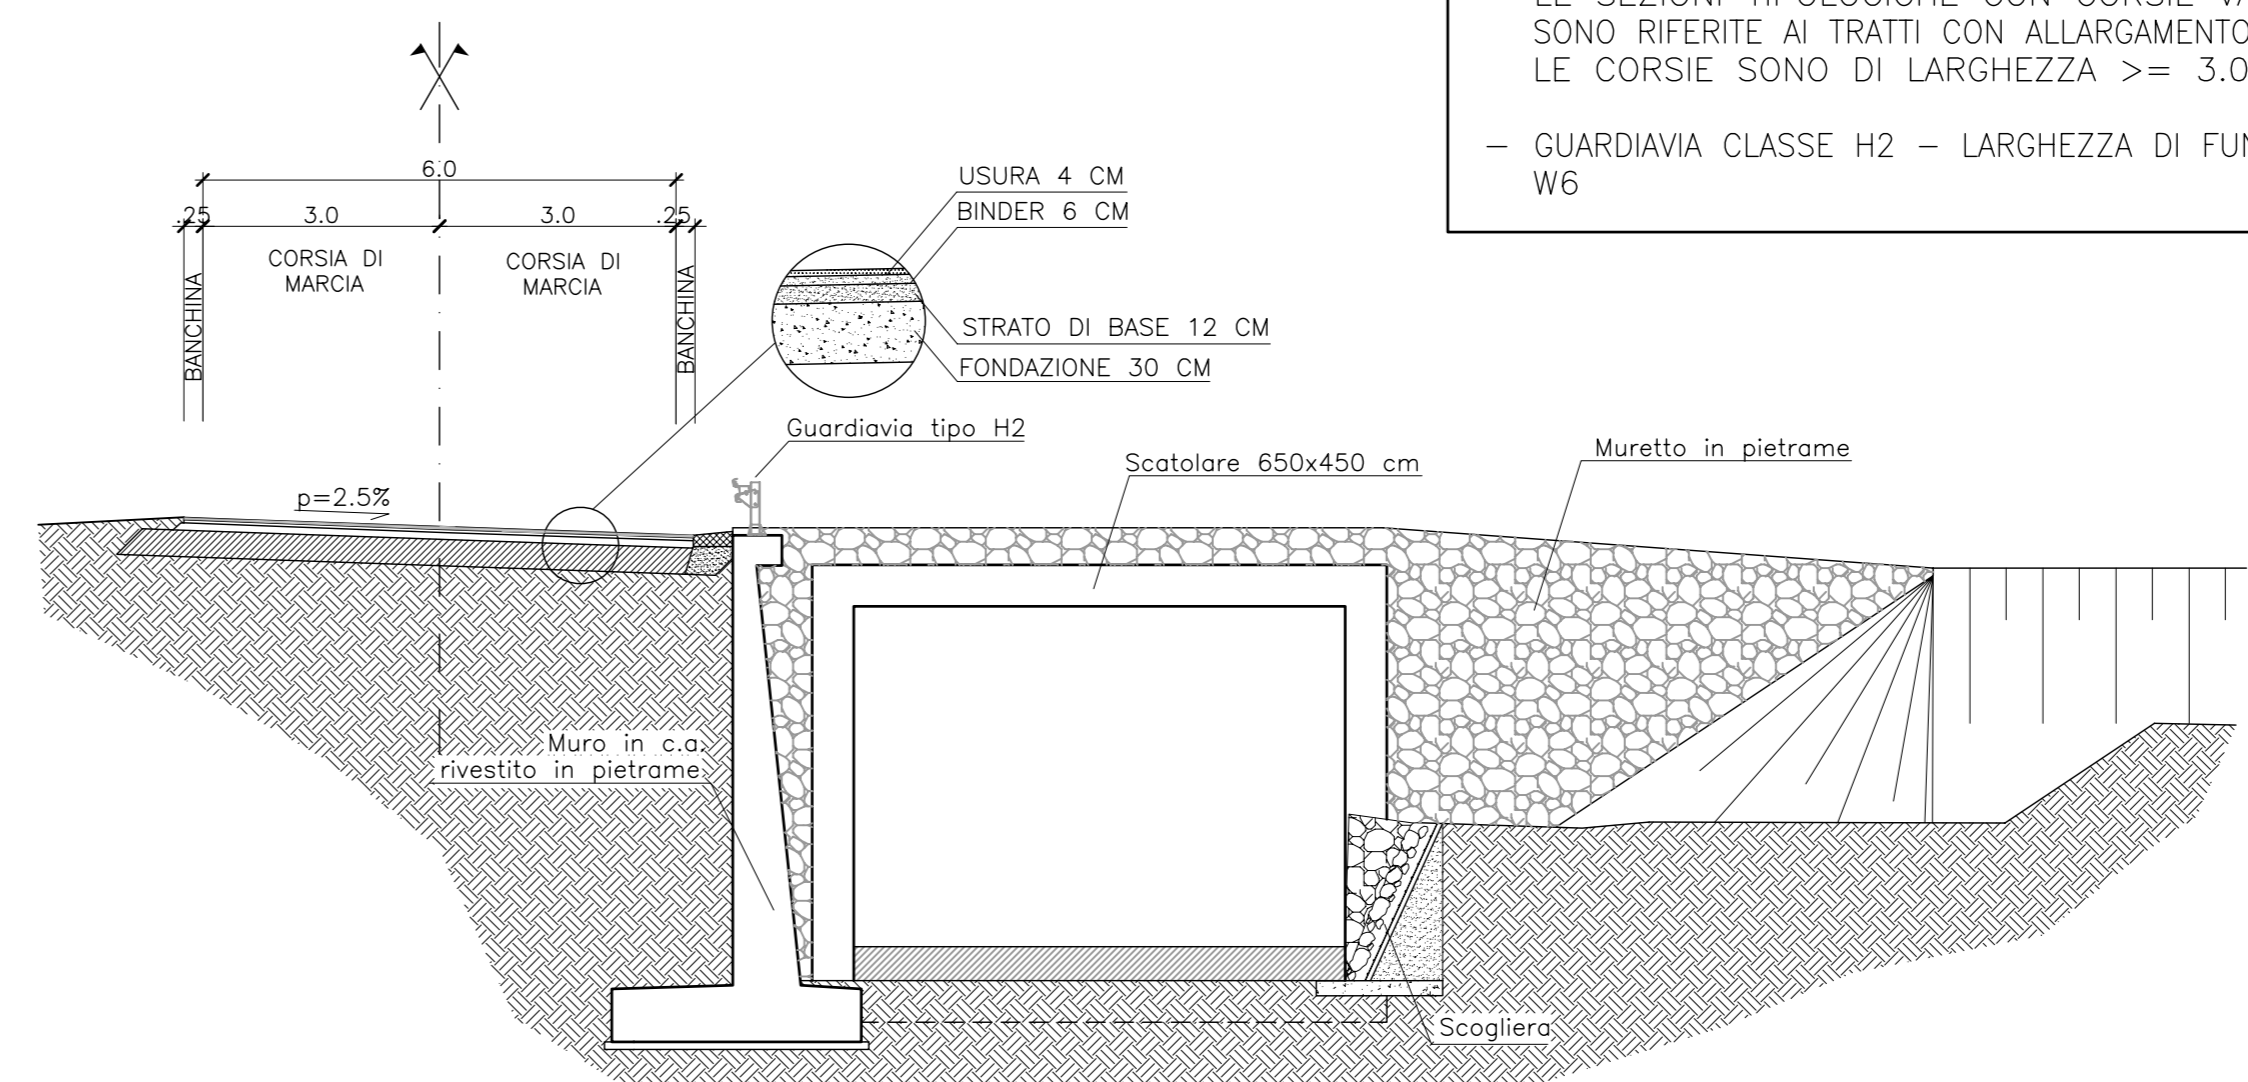 SONO RIFERITE AI TRATTI CON ALLARGAMENTO
LE CORSIE SONO DI LARGHEZZA >= 3.0
– GUARDIAVIA CLASSE H2 – LARGHEZZA DI
W6
6.0
.25
3.0
3.0
.25
CORSIA DI
MARCIA
CORSIA DI
MARCIA
BANCHINA
BANCHINA
USURA 4 CM
BINDER 6 CM
STRATO DI BASE 12 CM
FONDAZIONE 30 CM
Guardiavia tipo H2
Scatolare 650x450 cm
Muretto in pietrame
p=2.5%
Muro in c.a.
rivestito in pietrame
Scogliera